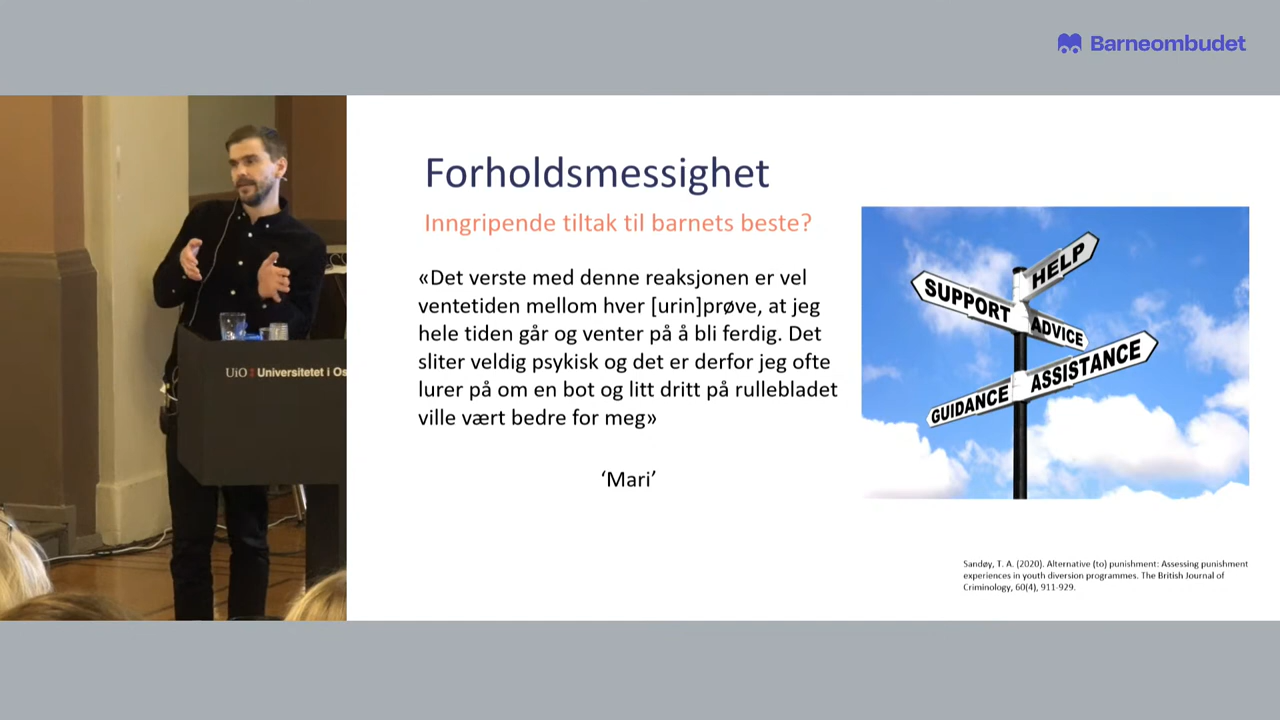 Barneombudet
Forholdsmessighet
Inngripende tiltak til barnets beste?
«Det verste med denne reaksjonen er vel
ventetiden mellom hver [urin]prøve, at jeg
hele tiden går og venter på å bli ferdig. Det
sliter veldig psykisk og det er derfor jeg ofte
lurer på om en bot og litt dritt på rullebladet
ville vært bedre for meg»
‘Mari’
HELP
SUPPORT
ADVICE
ASSISTANCE
GUIDANCE
UiO Universitetet i Os
Sandøy, T. A. (2020). Alternative (to) punishment: Assessing punishment
experiences in youth diversion programmes. The British Journal of
Criminology, 60(4), 911-929.